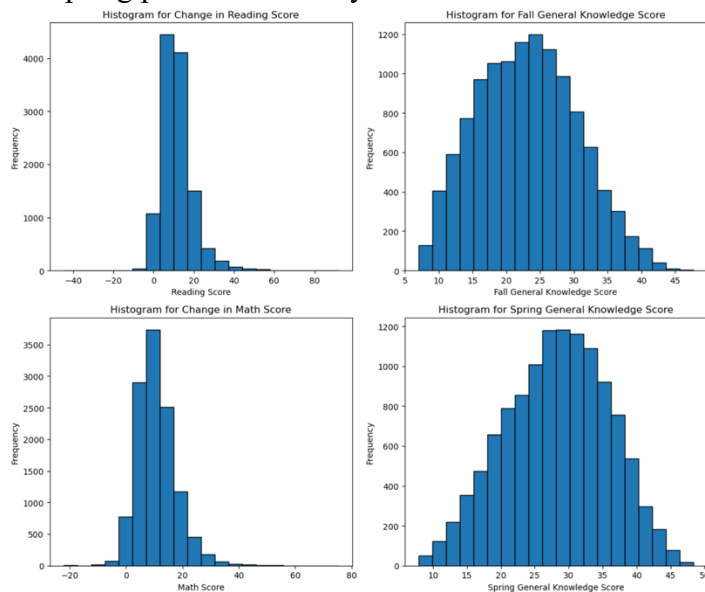 Histogram for Change in Reading Score
4000
3000
2000
1000
0
Frequency
−40 −20 0 20 40 60 80
Reading Score
Histogram for Fall General Knowledge Score
1200
1000
800
600
400
200
0
Frequency
5 10 15 20 25 30 35 40 45
Fall General Knowledge Score
Histogram for Change in Math Score
3500
3000
2500
2000
1500
1000
500
0
Frequency
−20 0 20 40 60 80
Math Score
Histogram for Spring General Knowledge Score
1200
1000
800
600
400
200
0
Frequency
10 15 20 25 30 35 40 45 50
Spring General Knowledge Score